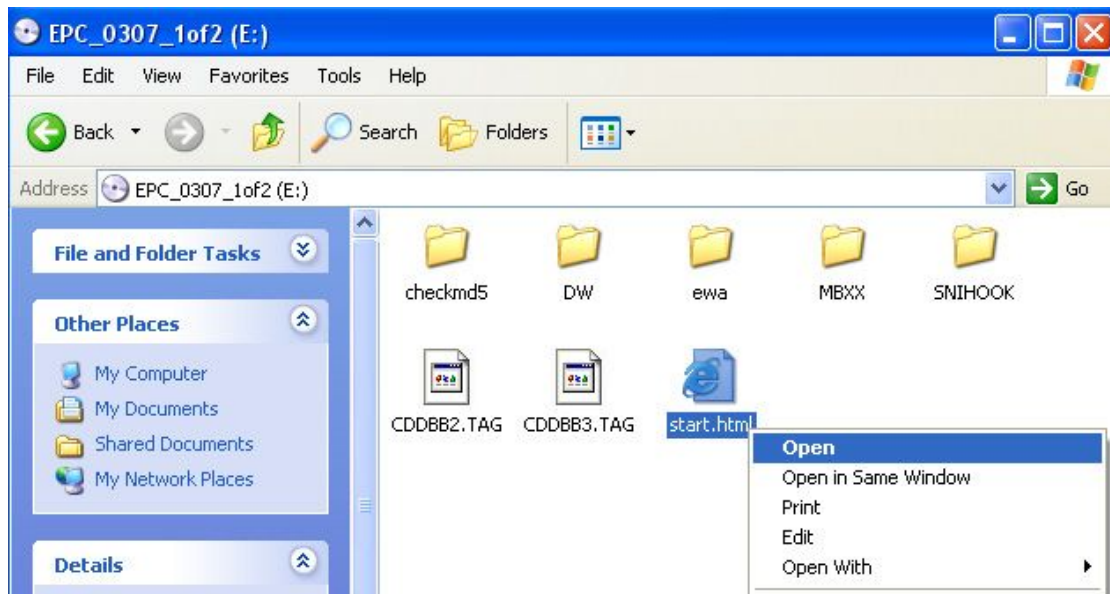 EPC_0307_1of2 (E:)
File Edit View Favorites Tools Help
Back Search Folders
Address EPC_0307_1of2 (E:) Go
File and Folder Tasks
Other Places
My Computer
My Documents
Shared Documents
My Network Places
Details
checkmd5 DW ewa MBXX SNIHOOK
CDDBB2.TAG CDDBB3.TAG start.html
Open
Open in Same Window
Print
Edit
Open With